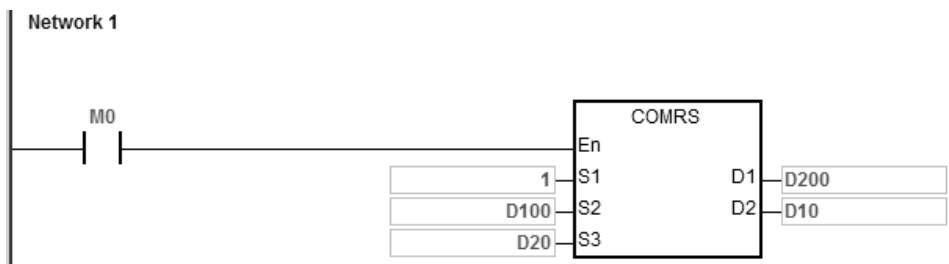 Network 1
M0
COMRS
En
1 S1 D1 D200
D100 S2 D2 D10
D20 S3